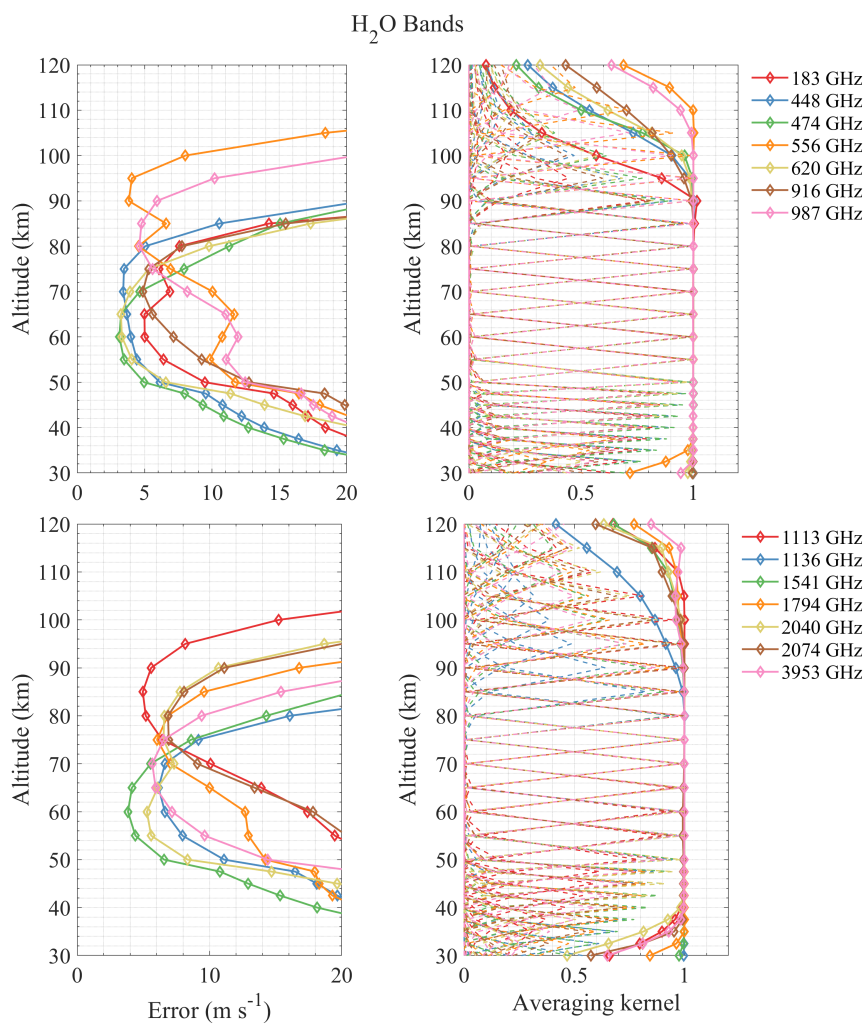 H₂O Bands
Altitude (km)
120
110
100
90
80
70
60
50
40
30
0
5
10
15
20
Altitude (km)
120
110
100
90
80
70
60
50
40
30
0
0.5
1
183 GHz
448 GHz
474 GHz
556 GHz
620 GHz
916 GHz
987 GHz
Altitude (km)
120
110
100
90
80
70
60
50
40
30
0
10
20
Error (m s⁻¹)
Altitude (km)
120
110
100
90
80
70
60
50
40
30
0
0.5
1
Averaging kernel
1113 GHz
1136 GHz
1541 GHz
1794 GHz
2040 GHz
2074 GHz
3953 GHz